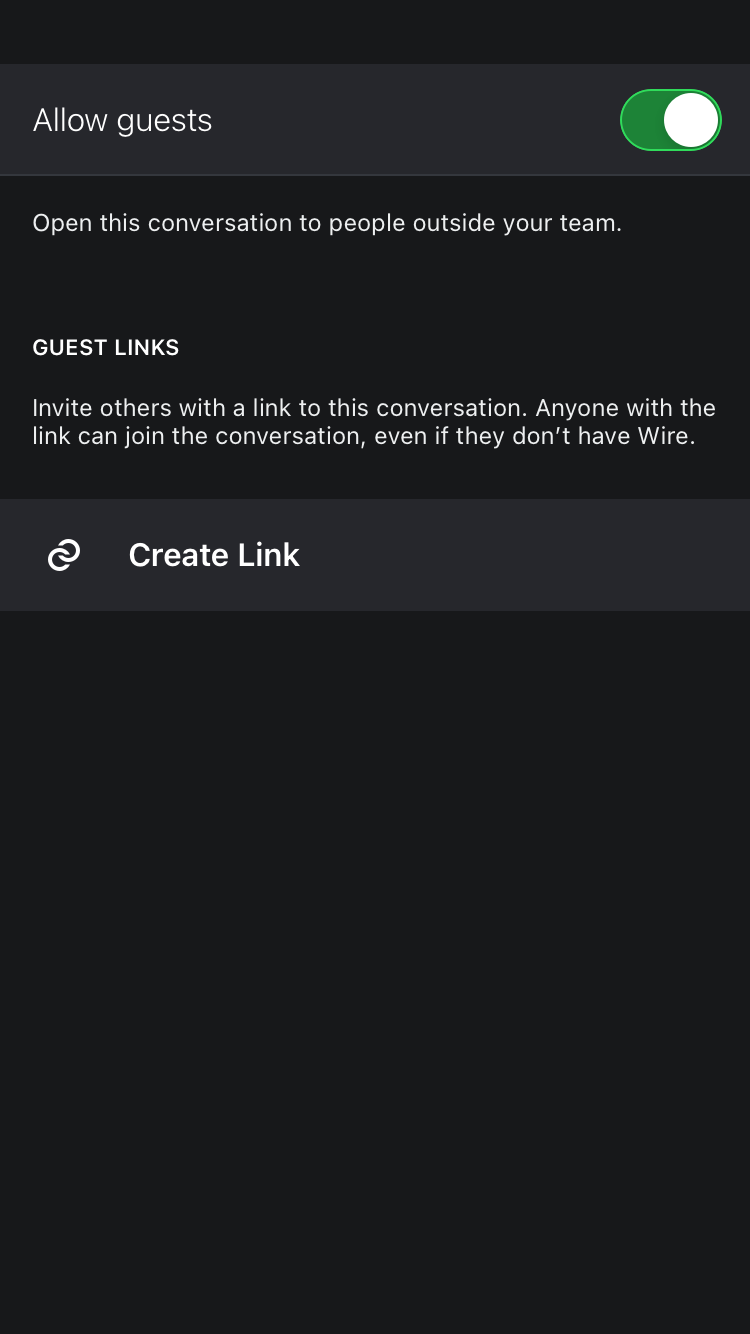 Allow guests
Open this conversation to people outside your team.
GUEST LINKS
Invite others with a link to this conversation. Anyone with the
link can join the conversation, even if they don’t have Wire.
Create Link